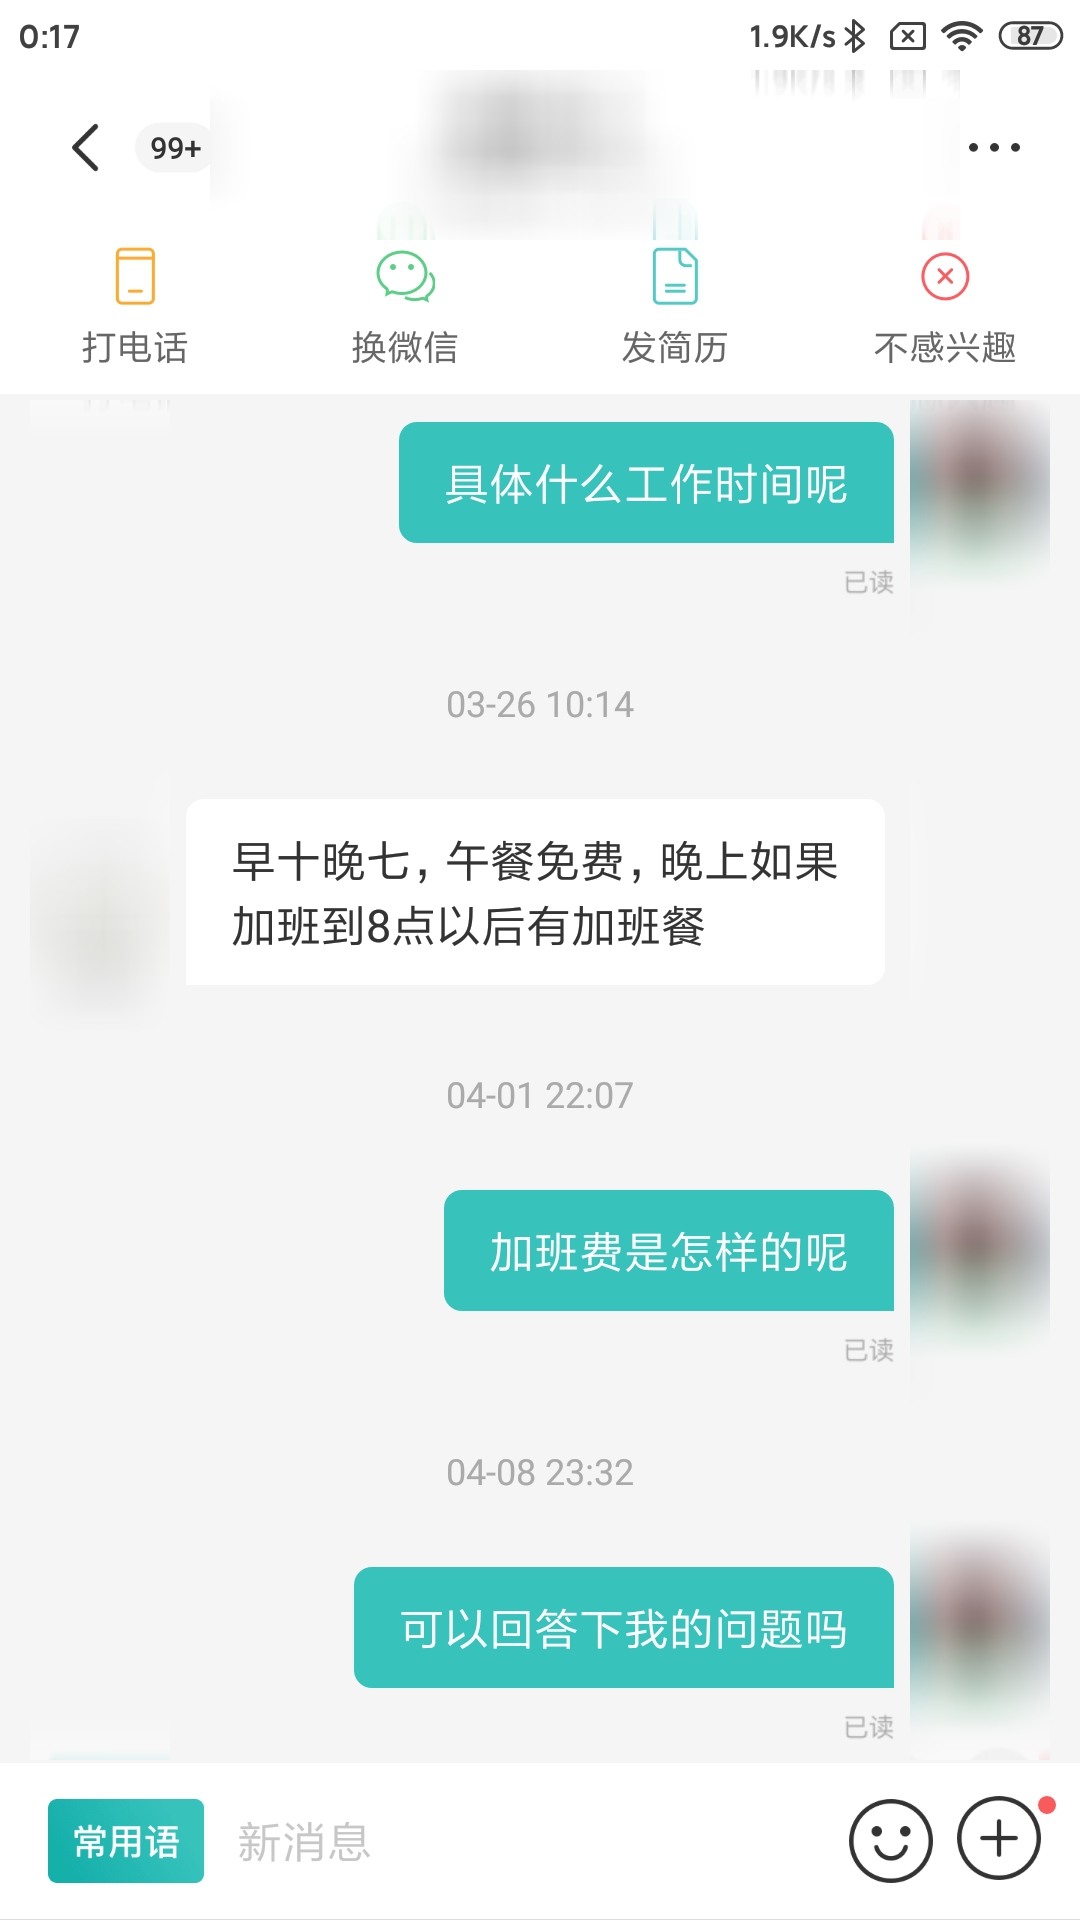 0:17
1.9K/s
87
99+
打电话
换微信
发简历
不感兴趣
具体什么工作时间呢
已读
03-26 10:14
早十晚七，午餐免费，晚上如果
加班到8点以后有加班餐
04-01 22:07
加班费是怎样的呢
已读
04-08 23:32
可以回答下我的问题吗
已读
常用语
新消息